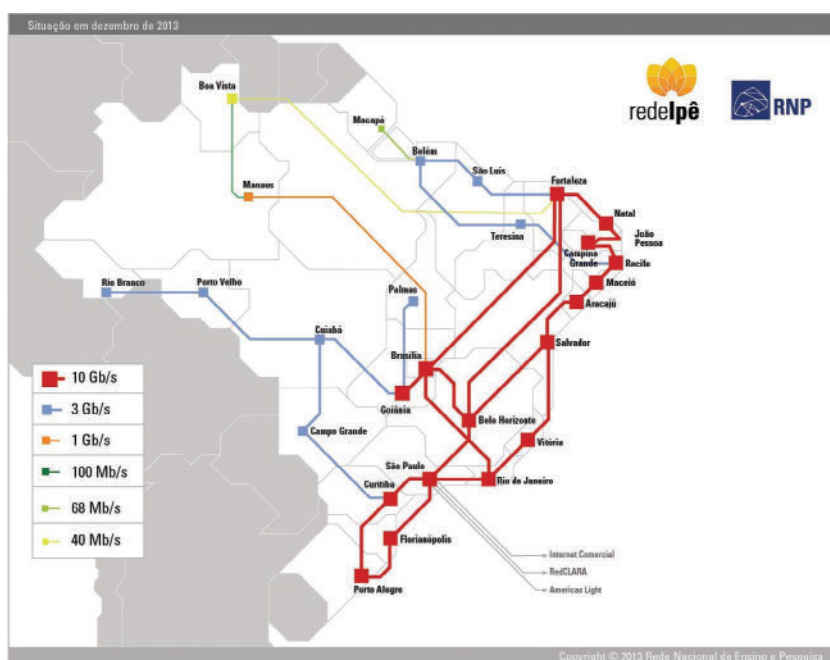 Situação em dezembro de 2013
redeIpê
RNP
Boa Vista
Macapá
Belém
São Luís
Fortaleza
Manaus
Natal
João
Pessoa
Teresina
Campina
Grande
Racife
Rio Branco
Porto Velho
Palmas
Maceió
Aracajú
Cuiabá
Salvador
Brasília
10 Gb/s
3 Gb/s
1 Gb/s
100 Mb/s
68 Mb/s
40 Mb/s
Goiânia
Belo Horizonte
Campo Grande
Vitória
São Paulo
Rio de Janeiro
Curitiba
Florianópolis
Porto Alegre
Internet Comercial
RedCLARA
Americas Light
Copyright © 2013 Rede Nacional de Ensino e Pesquisa